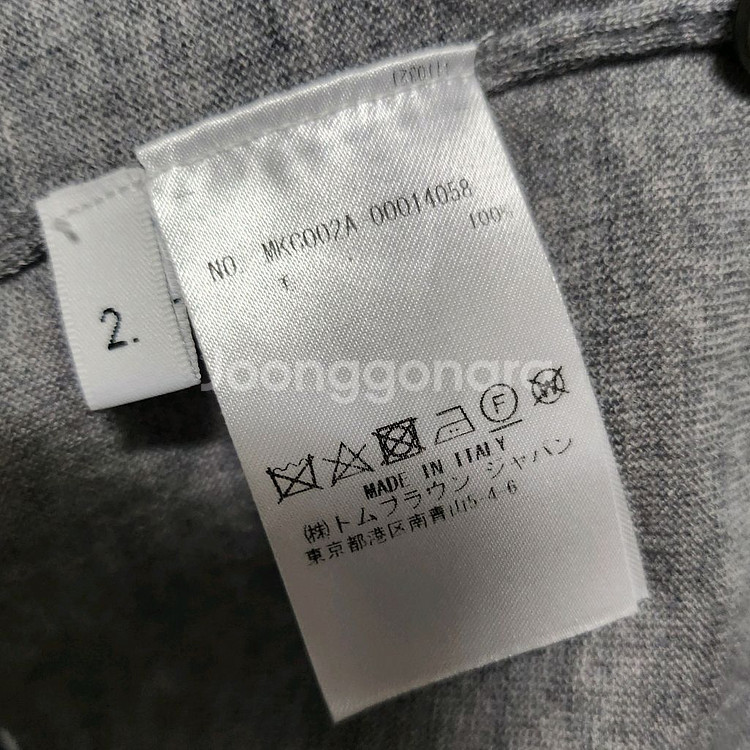 NO. MKC002A 00014058
100%
2.
Joonggonara
F
W
MADE IN ITALY
㈱トムブラウン ジャパン
東京都港区南青山5-4-6